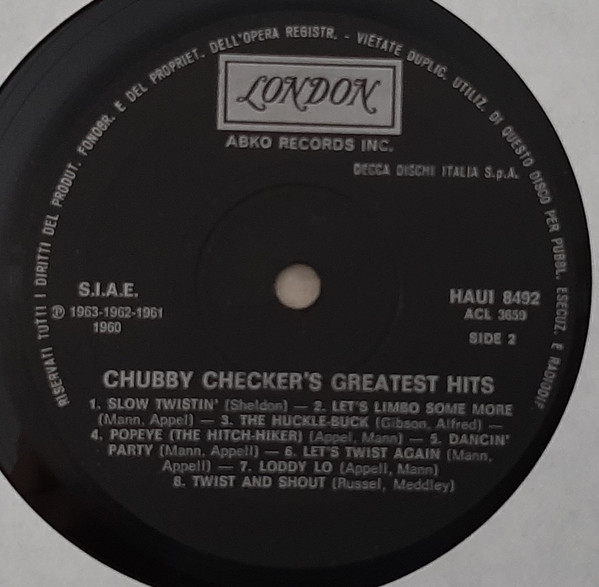 RISERVATI TUTTI I DIRITTI DEL PRODUT. FONOGR. E DEL PROPRIET. DELL'OPERA REGISTR. - VIETATE DUPLIC. UTILIZ. DI QUESTO DISCO PER PUBBL. ESECUZ. E RADIODIF.
LONDON
ABKO RECORDS INC.
DECCA DISCHI ITALIA S.p.A.
S.I.A.E.
℗ 1963-1962-1961
1960
HAUI 8492
ACL 3659
SIDE 2
CHUBBY CHECKER'S GREATEST HITS
1. SLOW TWISTIN' (Sheldon) — 2. LET'S LIMBO SOME MORE
(Mann, Appel) — 3. THE HUCKLE-BUCK (Gibson, Alfred) —
4. POPEYE (THE HITCH-HIKER) (Appel, Mann) — 5. DANCIN'
PARTY (Mann, Appell) — 6. LET'S TWIST AGAIN (Mann,
Appell) — 7. LODDY LO (Appell, Mann)
8. TWIST AND SHOUT (Russel, Meddley)